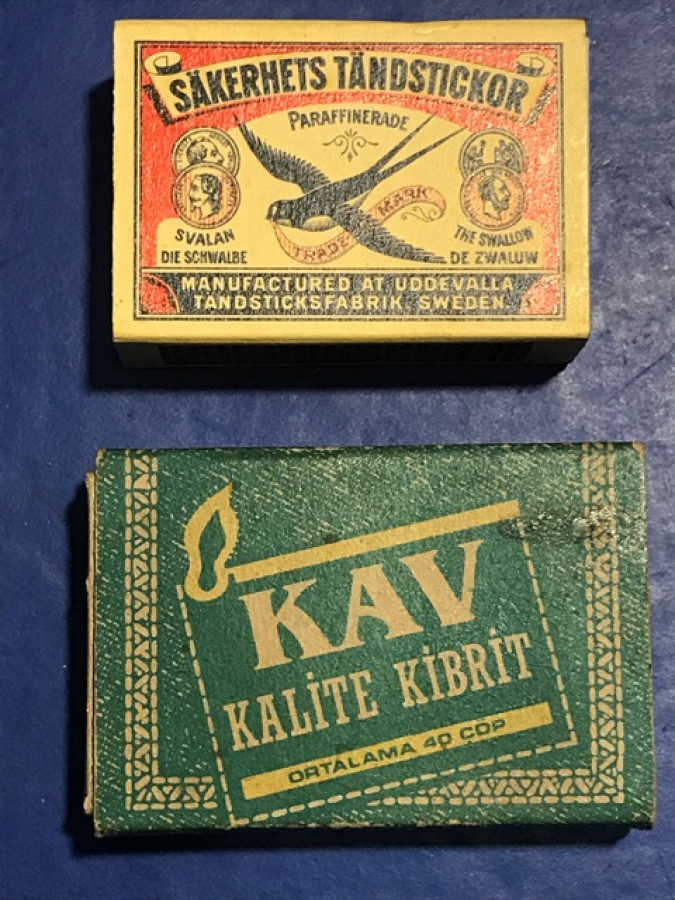 SÄKERHETS TÄNDSTICKOR
PARAFFINERADE
TRADE MARK
SVALAN
DIE SCHWALBE
THE SWALLOW
DE ZWALUW
MANUFACTURED AT UDDEVALLA
TANDSTICKSFABRIK. SWEDEN.
KAV
KALİTE KİBRİT
ORTALAMA 40 ÇÖP